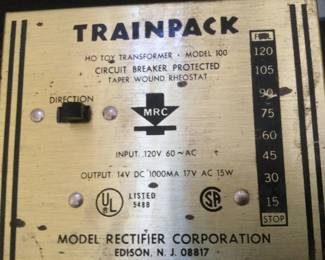 TRAINPACK
HO TOY TRANSFORMER · MODEL 100
CIRCUIT BREAKER PROTECTED
TAPER WOUND RHEOSTAT
DIRECTION
MRC
INPUT 120V 60~AC
OUTPUT 14V DC 1000MA 17V AC 15W
UL
LISTED
548B
SA
MODEL RECTIFIER CORPORATION
EDISON, N. J. 08817
FULL
120
105
90
75
60
45
30
15
STOP